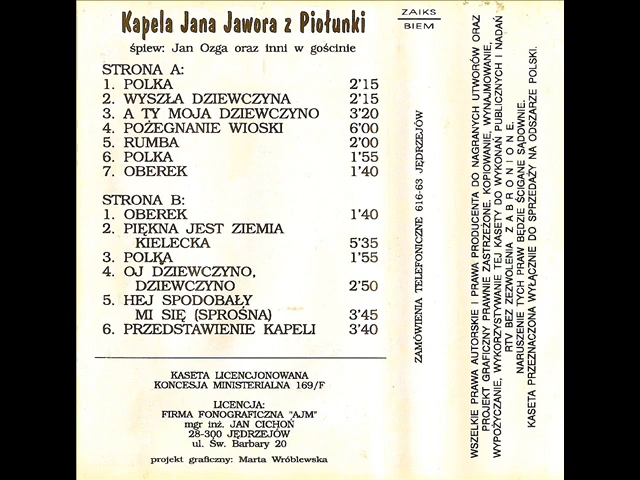 Kapela Jana Jawora z Piołunki
śpiew: Jan Ozga oraz inni w gościnie
STRONA A:
1. POLKA 2'15
2. WYSZŁA DZIEWCZYNA 2'15
3. A TY MOJA DZIEWCZYNO 3'20
4. POŻEGNANIE WIOSKI 6'00
5. RUMBA 2'00
6. POLKA 1'55
7. OBEREK 1'40
STRONA B:
1. OBEREK 1'40
2. PIĘKNA JEST ZIEMIA
KIELECKA 5'35
3. POLKA 1'55
4. OJ DZIEWCZYNO,
DZIEWCZYNO 2'50
5. HEJ SPODOBAŁY
MI SIĘ (SPROŚNA) 3'45
6. PRZEDSTAWIENIE KAPELI 3'40
KASETA LICENCJONOWANA
KONCESJA MINISTERIALNA 169/F
LICENCJA:
FIRMA FONOGRAFICZNA "AJM"
mgr inż. JAN CICHOŃ
28-300 JĘDRZEJÓW
ul. Św. Barbary 20
projekt graficzny: Marta Wróblewska
ZAIKS
BIEM
ZAMÓWIENIA TELEFONICZNE 616-63 JĘDRZEJÓW
WSZELKIE PRAWA AUTORSKIE I PRAWA PRODUCENTA DO NAGRANYCH UTWORÓW ORAZ
PROJEKT GRAFICZNY PRAWNIE ZASTRZEŻONE. KOPIOWANIE, WYNAJMOWANIE,
WYPOŻYCZANIE, WYKORZYSTYWANIE TEJ KASETY DO WYKONAŃ PUBLICZNYCH I NADAŃ
RTV BEZ ZEZWOLENIA ZABRONIONE.
NARUSZENIE TYCH PRAW BĘDZIE ŚCIGANE SĄDOWNIE.
KASETA PRZEZNACZONA WYŁĄCZNIE DO SPRZEDAŻY NA ODSZARZE POLSKI.